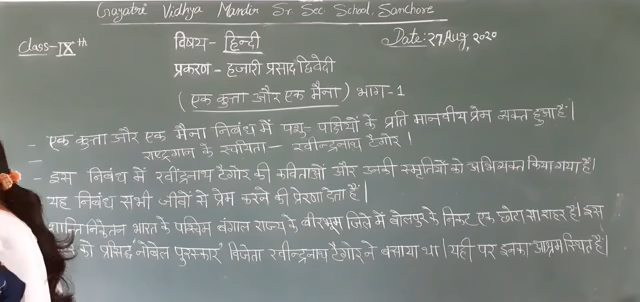 Gayatri Vidhya Mandir Sr. Sec School, Sanchore
Class-IXth विषय- हिन्दी Date: 27 Aug, 2020
प्रकरण- हजारी प्रसाद द्विवेदी
(एक कुत्ता और एक मैना) भाग-1
- एक कुत्ता और एक मैना निबंध में पशु-पक्षियों के प्रति मानवीय प्रेम व्यक्त हुआ है।
- राष्ट्रगान के रचयिता- रवीन्द्रनाथ टैगोर।
- इस निबंध में रवीन्द्रनाथ टैगोर की कविताओं और उनकी स्मृतियों को अभिव्यक्त किया गया है।
यह निबंध सभी जीवों से प्रेम करने की प्रेरणा देता है।
शान्ति निकेतन भारत के पश्चिम बंगाल राज्य के बीरभूम जिले में बोलपुर के निकट एक छोटा सा शहर है। इस
को प्रसिद्ध "नोबेल पुरस्कार" विजेता रवीन्द्रनाथ टैगोर ने बसाया था। यही पर इनका आश्रम स्थित है।